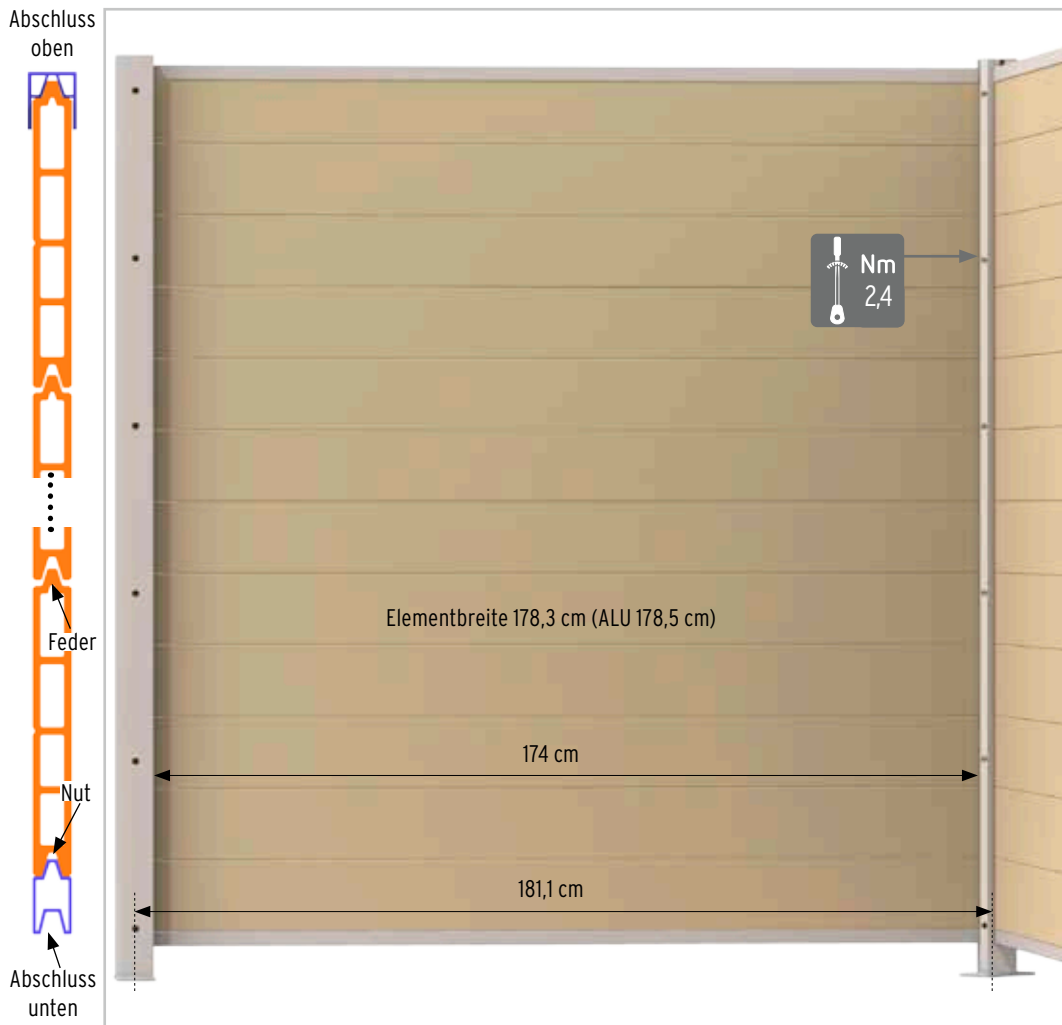 Abschluss
oben
Nm
2,4
Feder
Elementbreite 178,3 cm (ALU 178,5 cm)
174 cm
Nut
181,1 cm
Abschluss
unten